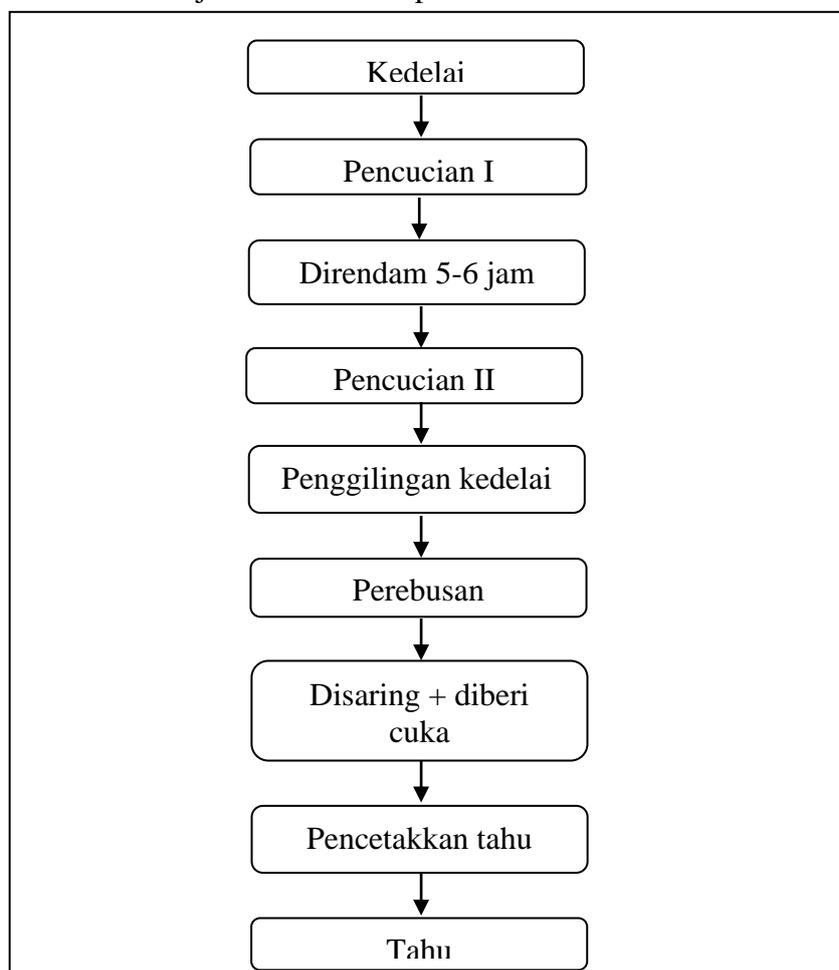 Kedelai
Pencucian I
Direndam 5-6 jam
Pencucian II
Penggilingan kedelai
Perebusan
Disaring + diberi
cuka
Pencetakkan tahu
Tahu